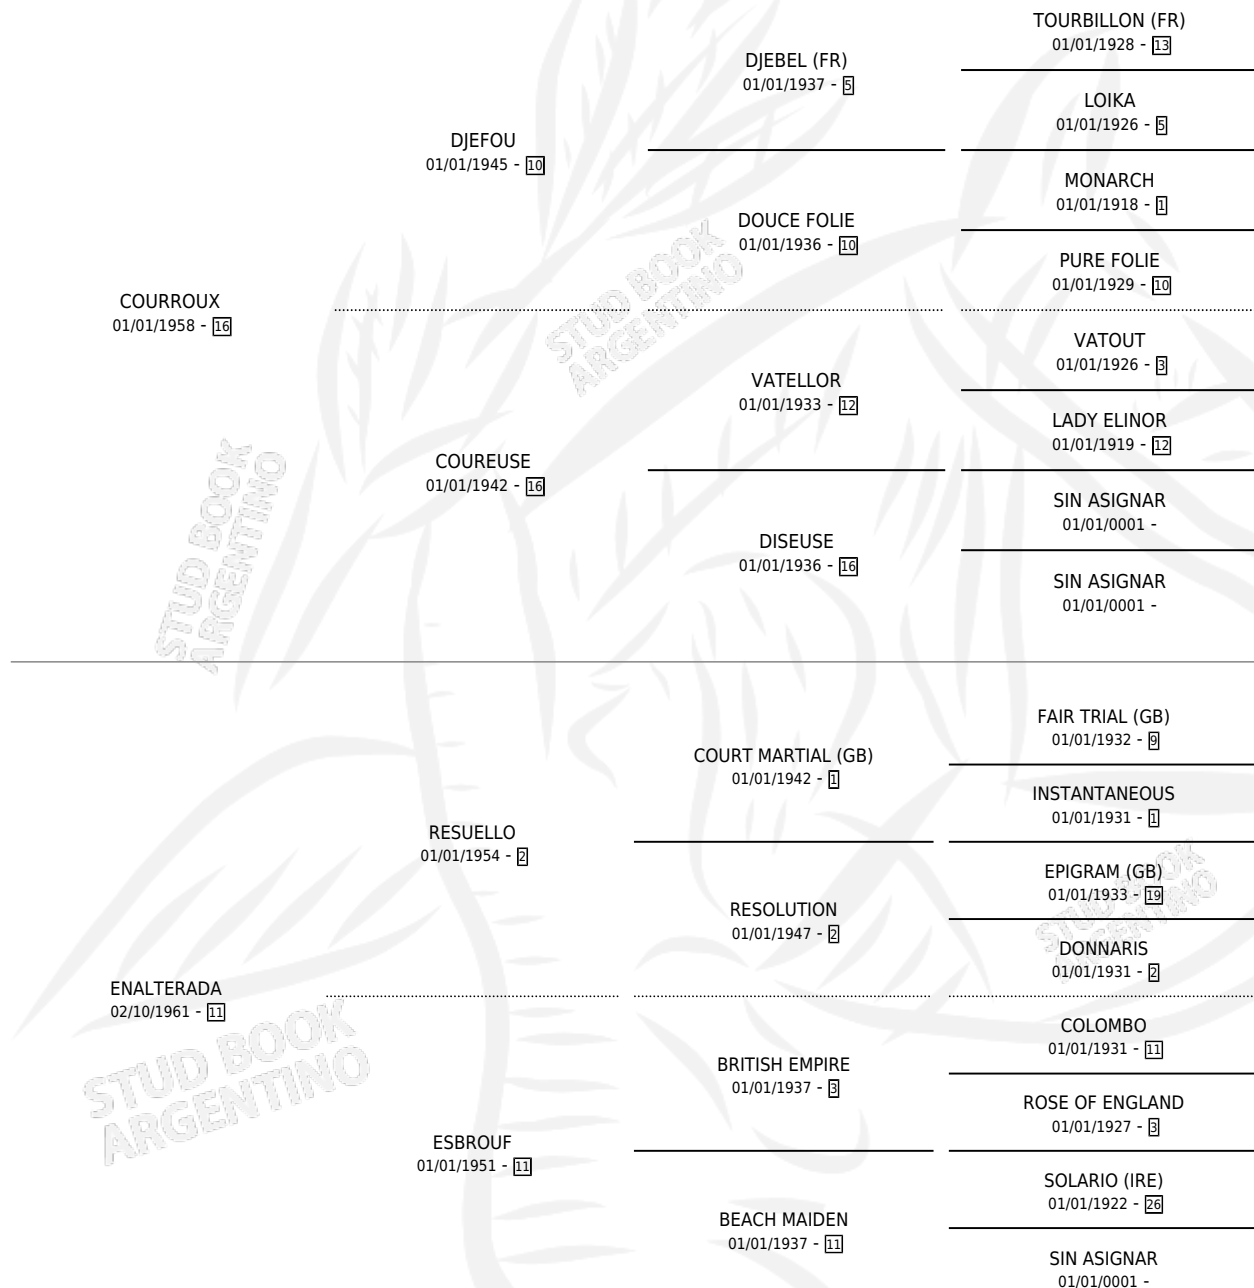 TOURBILLON (FR)
01/01/1928 - 13
DJEBEL (FR)
01/01/1937 - 5
LOIKA
01/01/1926 - 5
DJEFOU
01/01/1945 - 10
MONARCH
01/01/1918 - 1
DOUCE FOLIE
01/01/1936 - 10
PURE FOLIE
01/01/1929 - 10
COURROUX
01/01/1958 - 16
VATOUT
01/01/1926 - 3
VATELLOR
01/01/1933 - 12
LADY ELINOR
01/01/1919 - 12
COUREUSE
01/01/1942 - 16
SIN ASIGNAR
01/01/0001 -
DISEUSE
01/01/1936 - 16
SIN ASIGNAR
01/01/0001 -
FAIR TRIAL (GB)
01/01/1932 - 9
COURT MARTIAL (GB)
01/01/1942 - 1
INSTANTANEOUS
01/01/1931 - 1
RESUELLO
01/01/1954 - 2
EPIGRAM (GB)
01/01/1933 - 19
RESOLUTION
01/01/1947 - 2
DONNARIS
01/01/1931 - 2
ENALTERADA
02/10/1961 - 11
COLOMBO
01/01/1931 - 11
BRITISH EMPIRE
01/01/1937 - 3
ROSE OF ENGLAND
01/01/1927 - 3
ESBROUF
01/01/1951 - 11
SOLARIO (IRE)
01/01/1922 - 26
BEACH MAIDEN
01/01/1937 - 11
SIN ASIGNAR
01/01/0001 -
STUD BOOK
ARGENTINO
STUD BOOK
ARGENTINO
STUD BOOK
ARGENTINO
STUD BOOK
ARGENTINO